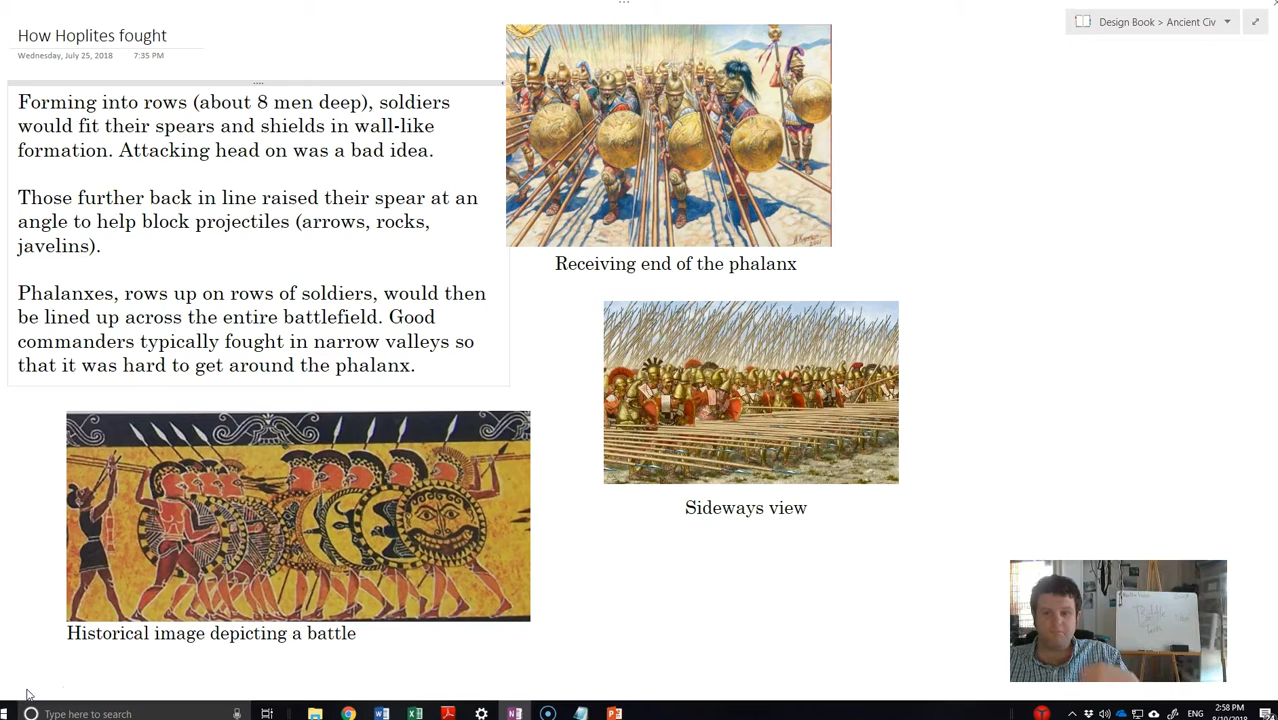 How Hoplites fought
Wednesday, July 25, 2018 7:35 PM
Design Book > Ancient Civ
Forming into rows (about 8 men deep), soldiers
would fit their spears and shields in wall-like
formation. Attacking head on was a bad idea.
Those further back in line raised their spear at an
angle to help block projectiles (arrows, rocks,
javelins).
Phalanxes, rows up on rows of soldiers, would then
be lined up across the entire battlefield. Good
commanders typically fought in narrow valleys so
that it was hard to get around the phalanx.
Receiving end of the phalanx
Sideways view
Historical image depicting a battle
Type here to search
ENG
2:58 PM
8/10/2018